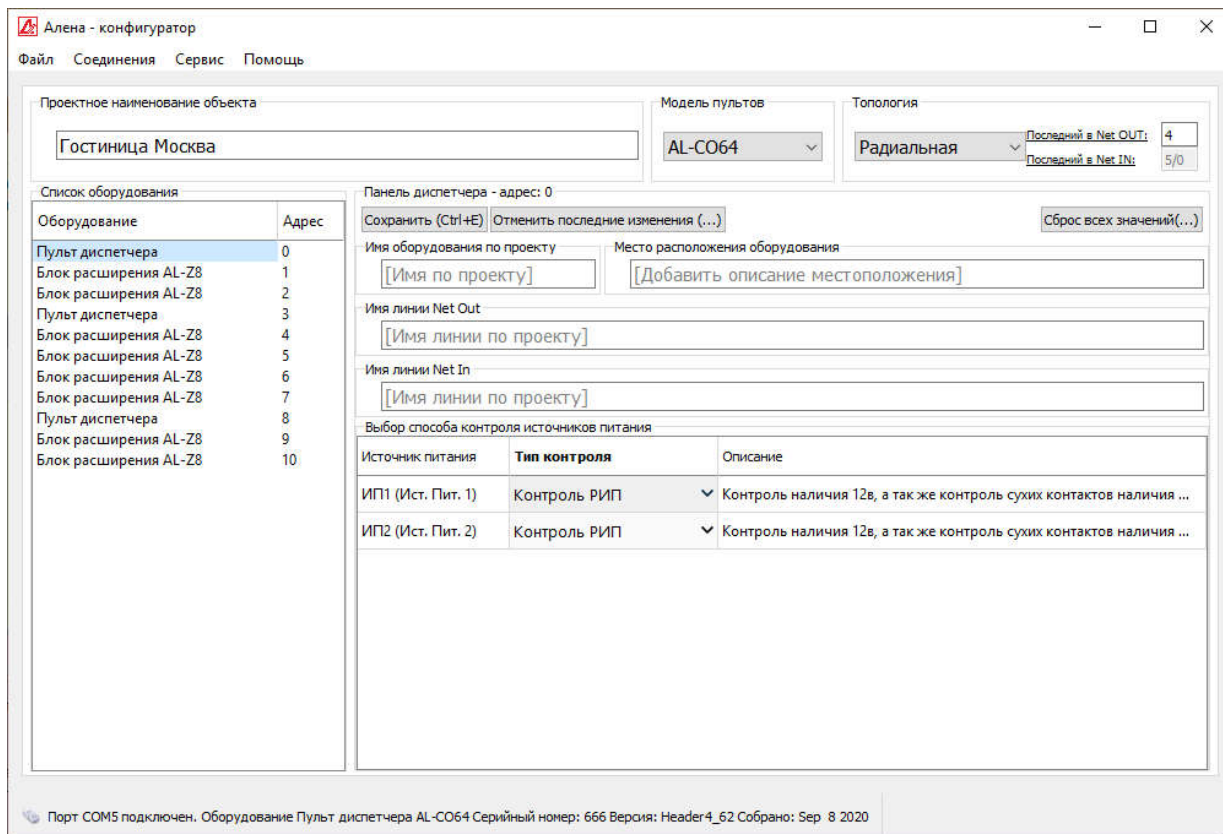 Алена - конфигуратор
Файл Соединения Сервис Помощь
Проектное наименование объекта
Гостиница Москва
Модель пультов
AL-CO64
Топология
Радиальная
Последний в Net OUT: 4
Последний в Net IN: 5/0
Список оборудования
Оборудование Адрес
Пульт диспетчера 0
Блок расширения AL-Z8 1
Блок расширения AL-Z8 2
Пульт диспетчера 3
Блок расширения AL-Z8 4
Блок расширения AL-Z8 5
Блок расширения AL-Z8 6
Блок расширения AL-Z8 7
Пульт диспетчера 8
Блок расширения AL-Z8 9
Блок расширения AL-Z8 10
Панель диспетчера - адрес: 0
Сохранить (Ctrl+E) Отменить последние изменения (...) Сброс всех значений(...)
Имя оборудования по проекту
[Имя по проекту]
Место расположения оборудования
[Добавить описание местоположения]
Имя линии Net Out
[Имя линии по проекту]
Имя линии Net In
[Имя линии по проекту]
Выбор способа контроля источников питания
Источник питания Тип контроля Описание
ИП1 (Ист. Пит. 1) Контроль РИП Контроль наличия 12в, а так же контроль сухих контактов наличия ...
ИП2 (Ист. Пит. 2) Контроль РИП Контроль наличия 12в, а так же контроль сухих контактов наличия ...
Порт COM5 подключен. Оборудование Пульт диспетчера AL-CO64 Серийный номер: 666 Версия: Header4_62 Собрано: Sep 8 2020